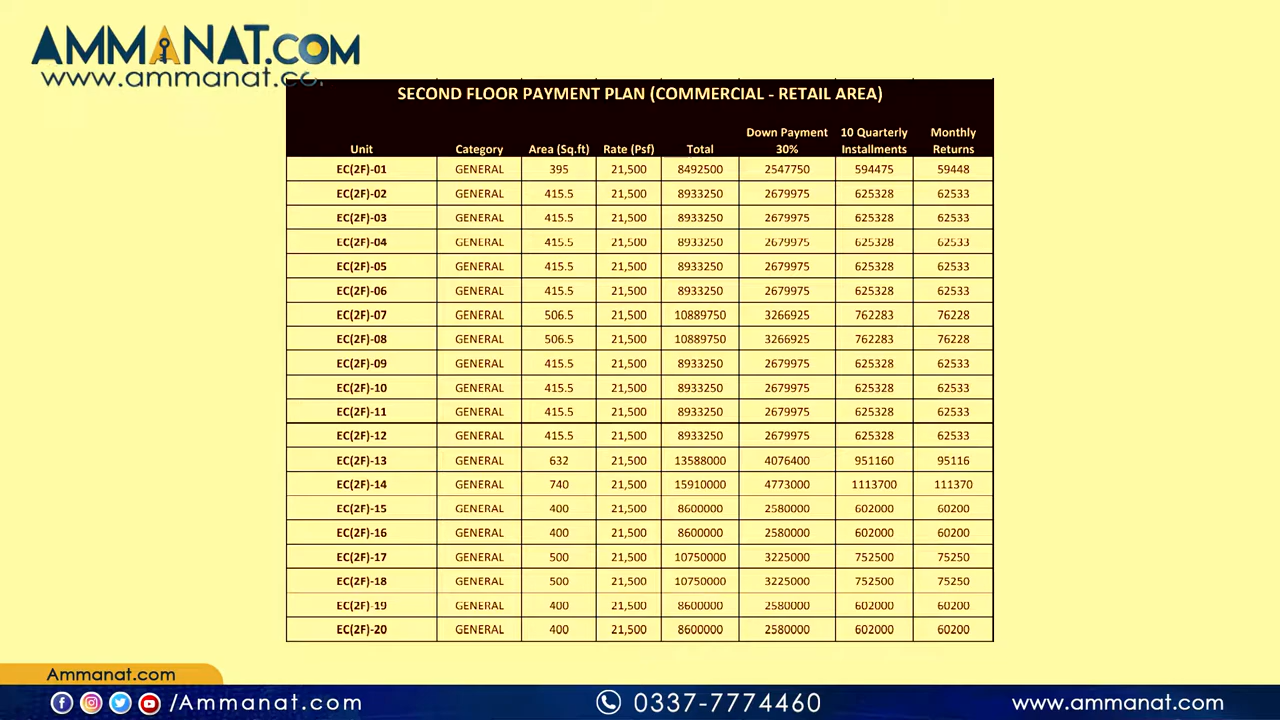 AMMANAT.COM
www.ammanat.co
SECOND FLOOR PAYMENT PLAN (COMMERCIAL - RETAIL AREA)
Unit Category Area (Sq.ft) Rate (Psf) Total Down Payment 30% 10 Quarterly Installments Monthly Returns
EC(2F)-01 GENERAL 395 21,500 8492500 2547750 594475 59448
EC(2F)-02 GENERAL 415.5 21,500 8933250 2679975 625328 62533
EC(2F)-03 GENERAL 415.5 21,500 8933250 2679975 625328 62533
EC(2F)-04 GENERAL 415.5 21,500 8933250 2679975 625328 62533
EC(2F)-05 GENERAL 415.5 21,500 8933250 2679975 625328 62533
EC(2F)-06 GENERAL 415.5 21,500 8933250 2679975 625328 62533
EC(2F)-07 GENERAL 506.5 21,500 10889750 3266925 762283 76228
EC(2F)-08 GENERAL 506.5 21,500 10889750 3266925 762283 76228
EC(2F)-09 GENERAL 415.5 21,500 8933250 2679975 625328 62533
EC(2F)-10 GENERAL 415.5 21,500 8933250 2679975 625328 62533
EC(2F)-11 GENERAL 415.5 21,500 8933250 2679975 625328 62533
EC(2F)-12 GENERAL 415.5 21,500 8933250 2679975 625328 62533
EC(2F)-13 GENERAL 632 21,500 13588000 4076400 951160 95116
EC(2F)-14 GENERAL 740 21,500 15910000 4773000 1113700 111370
EC(2F)-15 GENERAL 400 21,500 8600000 2580000 602000 60200
EC(2F)-16 GENERAL 400 21,500 8600000 2580000 602000 60200
EC(2F)-17 GENERAL 500 21,500 10750000 3225000 752500 75250
EC(2F)-18 GENERAL 500 21,500 10750000 3225000 752500 75250
EC(2F)-19 GENERAL 400 21,500 8600000 2580000 602000 60200
EC(2F)-20 GENERAL 400 21,500 8600000 2580000 602000 60200
Ammanat.com
/Ammanat.com 0337-7774460 www.ammanat.com